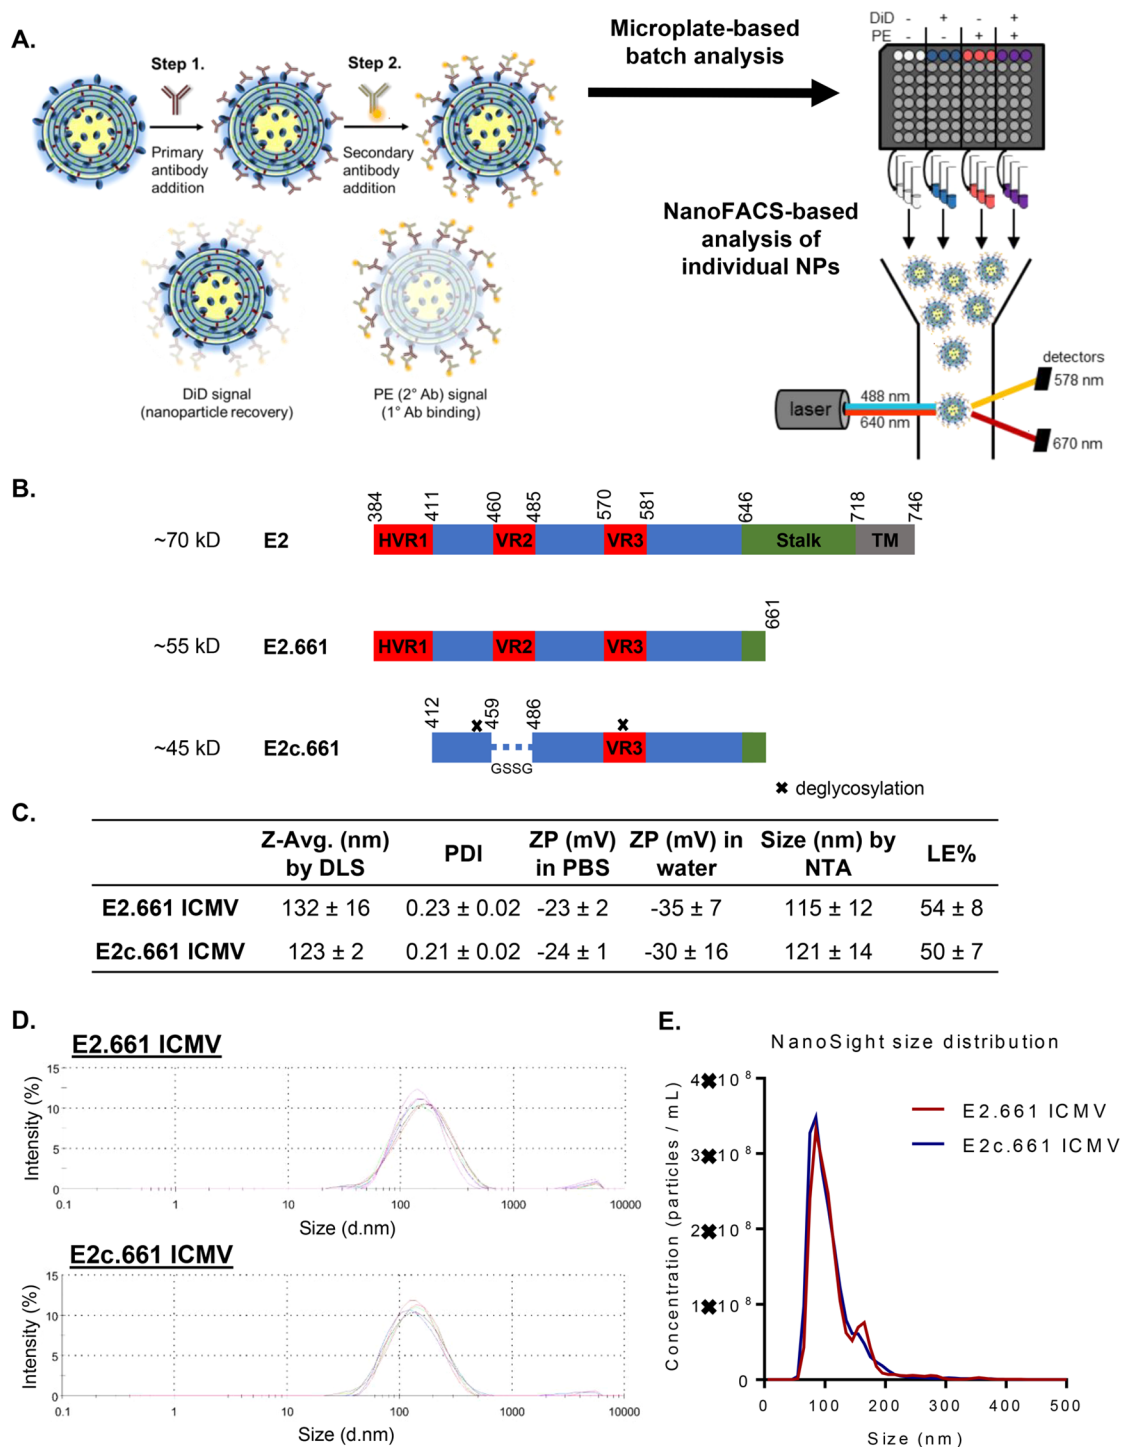 A.
Step 1.
Primary
antibody
addition
Step 2.
Secondary
antibody
addition
DiD signal
(nanoparticle recovery)
PE (2° Ab) signal
(1° Ab binding)
Microplate-based
batch analysis
DiD - + - +
PE - - + +
NanoFACS-based
analysis of
individual NPs
laser
488 nm
640 nm
detectors
578 nm
670 nm
B.
384 411 460 485 570 581 646 718 746
~70 kD E2 HVR1 VR2 VR3 Stalk TM
661
~55 kD E2.661 HVR1 VR2 VR3
412 459 486
~45 kD E2c.661 VR3
GSSG
✖ deglycosylation
C.
Z-Avg. (nm) by DLS PDI ZP (mV) in PBS ZP (mV) in water Size (nm) by NTA LE%
E2.661 ICMV 132 ± 16 0.23 ± 0.02 -23 ± 2 -35 ± 7 115 ± 12 54 ± 8
E2c.661 ICMV 123 ± 2 0.21 ± 0.02 -24 ± 1 -30 ± 16 121 ± 14 50 ± 7
D.
E2.661 ICMV
Intensity (%)
15
10
5
0
0.1 1 10 100 1000 10000
Size (d.nm)
E2c.661 ICMV
Intensity (%)
15
10
5
0
0.1 1 10 100 1000 10000
Size (d.nm)
E.
NanoSight size distribution
Concentration (particles / mL)
4✖10⁸
3✖10⁸
2✖10⁸
1✖10⁸
0
E2.661 ICMV
E2c.661 ICMV
0 100 200 300 400 500
Size (nm)